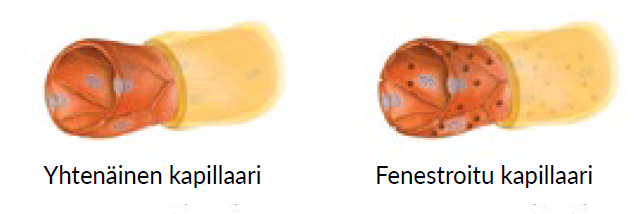 Yhtenäinen kapillaari
Fenestroitu kapillaari